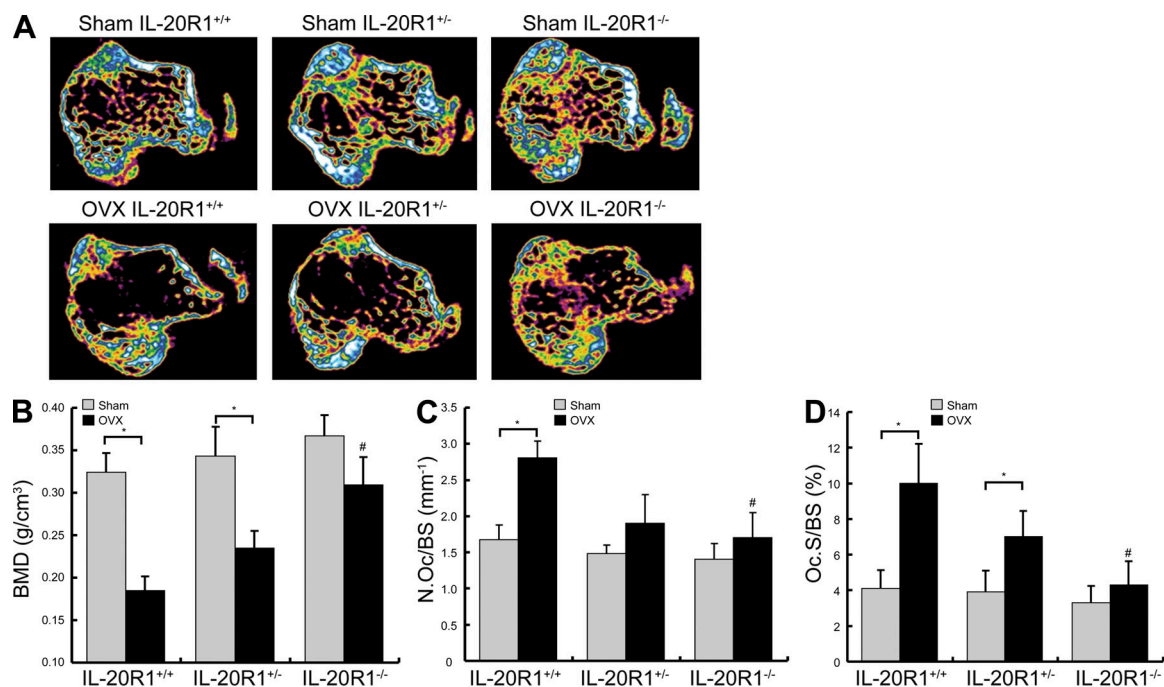 A
Sham IL-20R1+/+ Sham IL-20R1+/- Sham IL-20R1-/-
OVX IL-20R1+/+ OVX IL-20R1+/- OVX IL-20R1-/-
B
Sham
OVX
BMD (g/cm³)
0.40
0.35
0.30
0.25
0.20
0.15
0.10
* * #
IL-20R1+/+ IL-20R1+/- IL-20R1-/-
C
Sham
OVX
N.Oc/BS (mm⁻¹)
3.5
3.0
2.5
2.0
1.5
1.0
0.5
0
* #
IL-20R1+/+ IL-20R1+/- IL-20R1-/-
D
Sham
OVX
Oc.S/BS (%)
14
12
10
8
6
4
2
0
* * #
IL-20R1+/+ IL-20R1+/- IL-20R1-/-